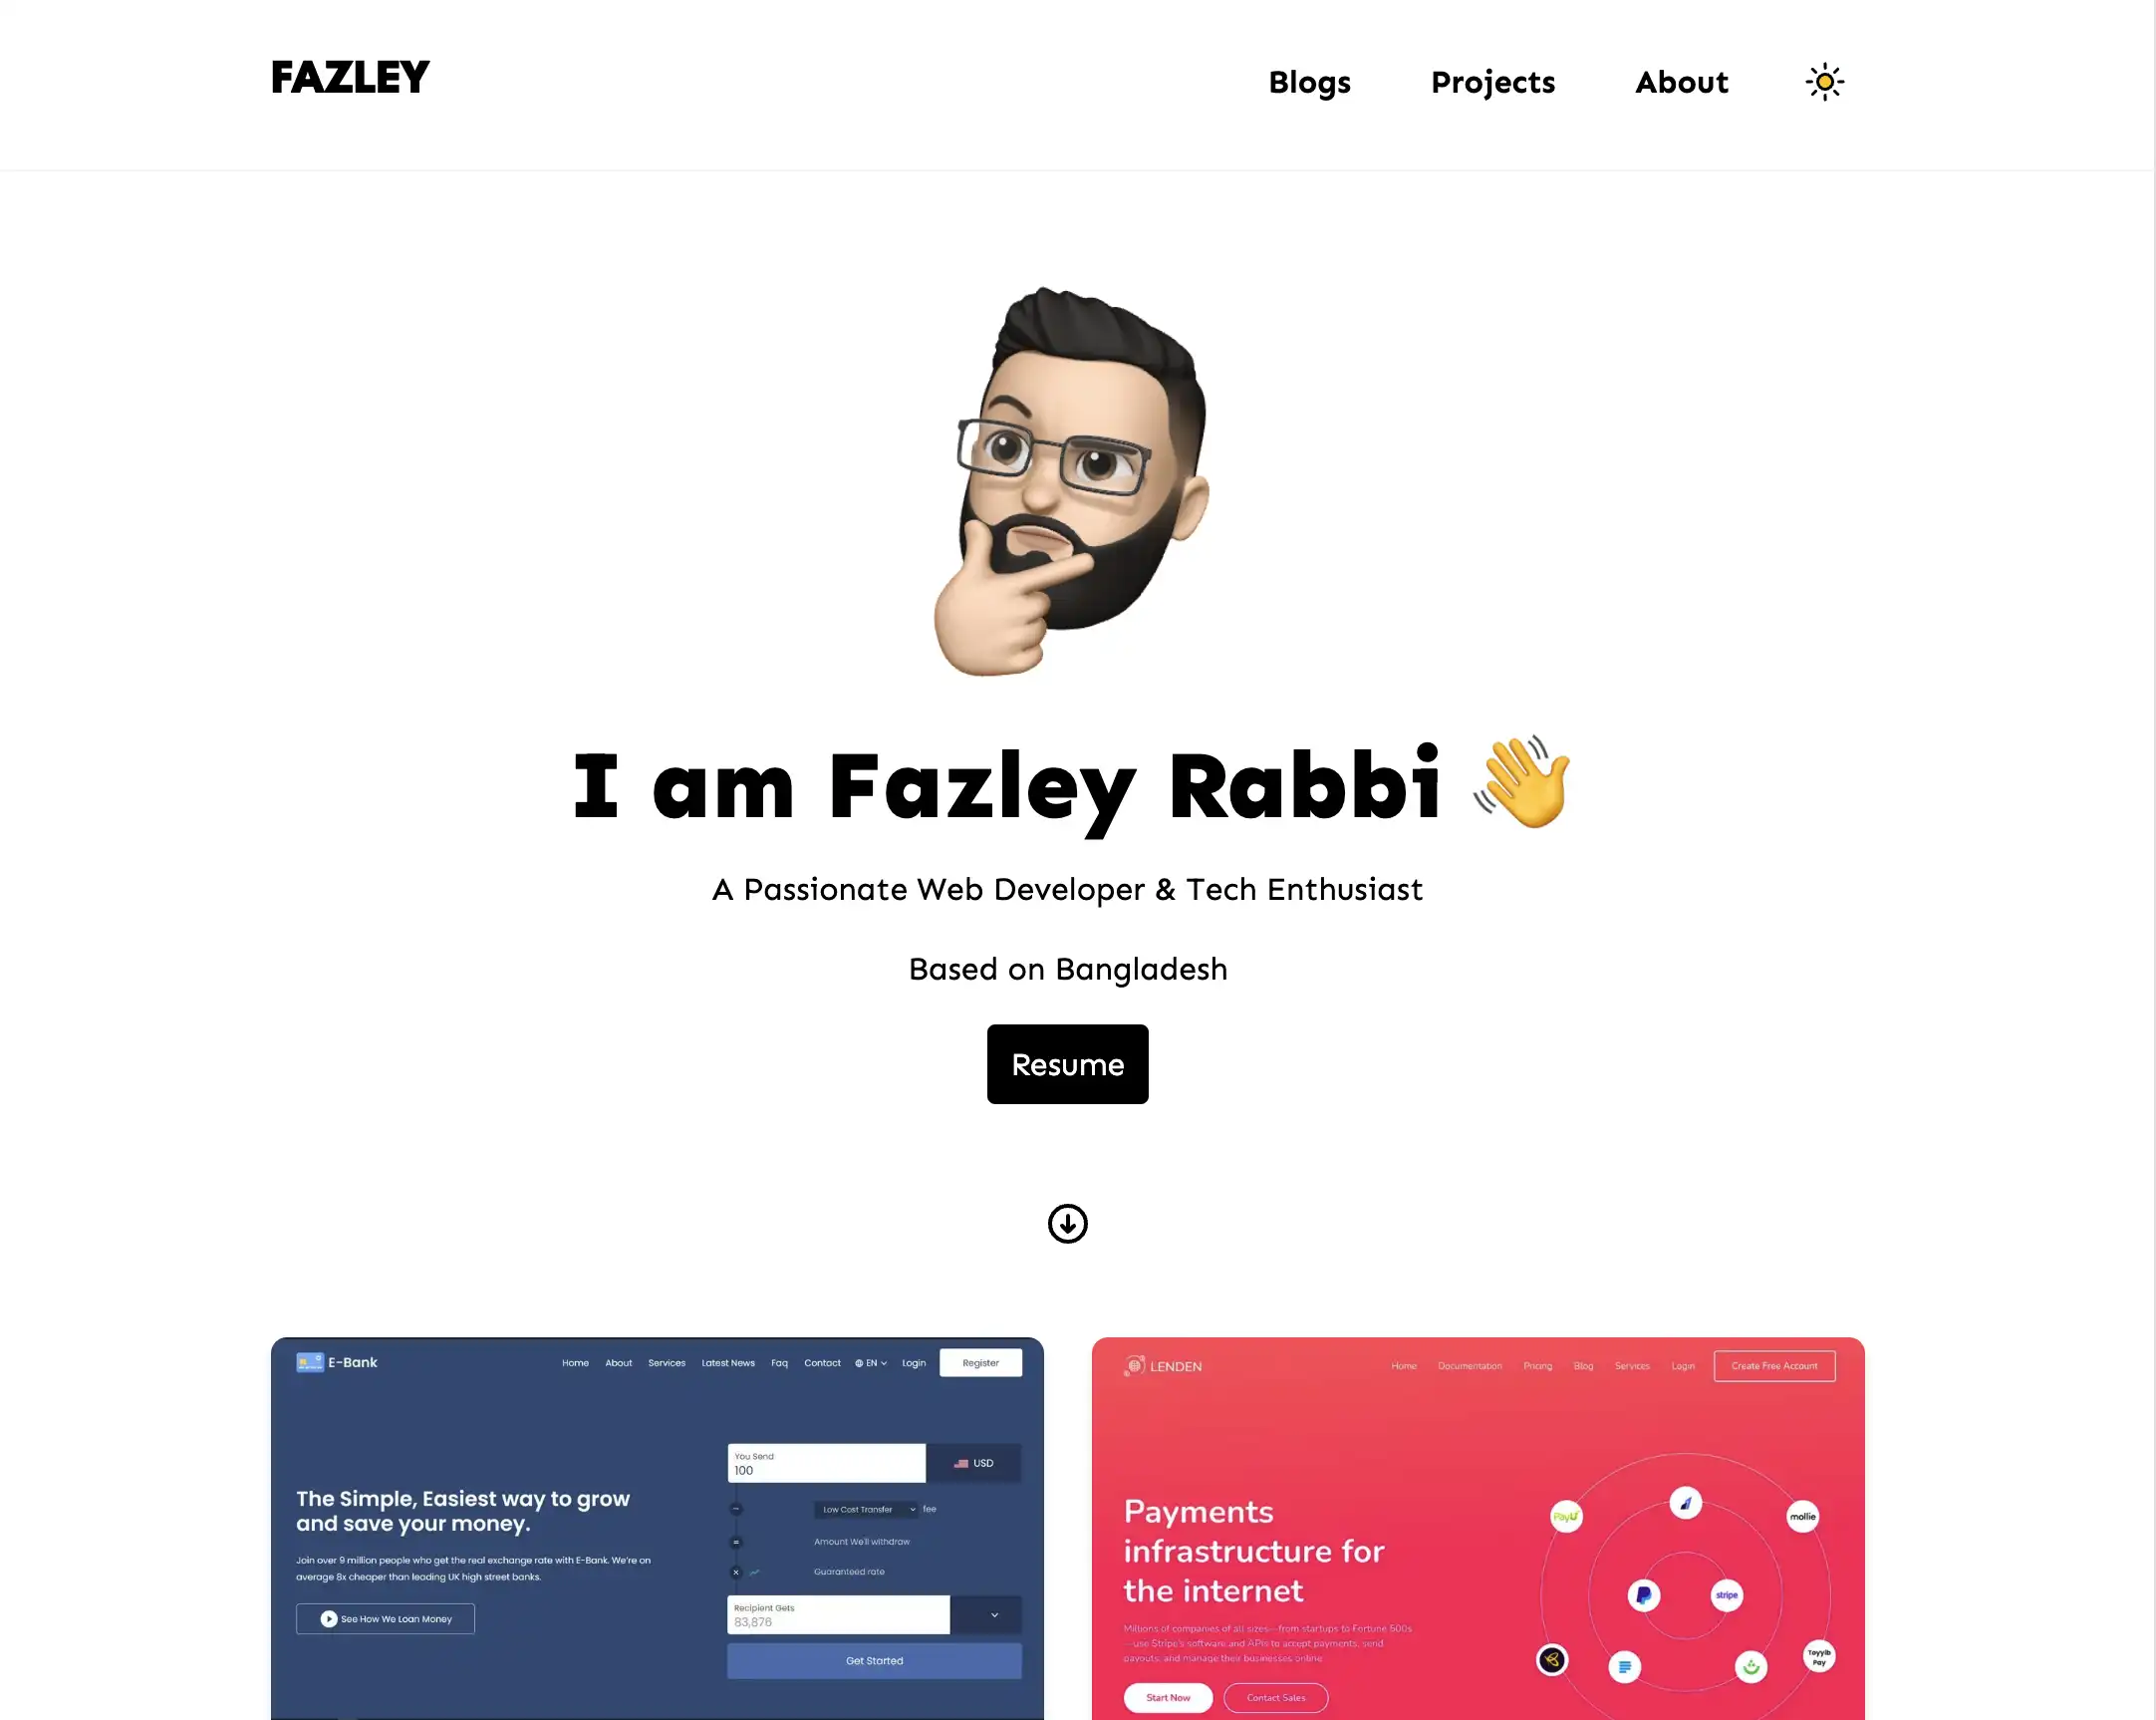 FAZLEY
Blogs Projects About
I am Fazley Rabbi 👋
A Passionate Web Developer & Tech Enthusiast
Based on Bangladesh
Resume
E-Bank
Home About Services Latest News Faq Contact EN Login Register
The Simple, Easiest way to grow
and save your money.
Join over 9 million people who get the real exchange rate with E-Bank. We're on
average 8x cheaper than leading UK high street banks.
See How We Loan Money
You Send
100
USD
Low Cost Transfer fee
Amount We'll withdraw
Guaranteed rate
Recipient Gets
83,876
Get Started
LENDEN
Home Documentation Pricing Blog Services Login Create Free Account
Payments
infrastructure for
the internet
Millions of companies of all sizes—from startups to Fortune 500s
—use Stripe's software and APIs to accept payments, send
payouts, and manage their businesses online.
Start Now Contact Sales
PayU
mollie
stripe
Tayyib
Pay